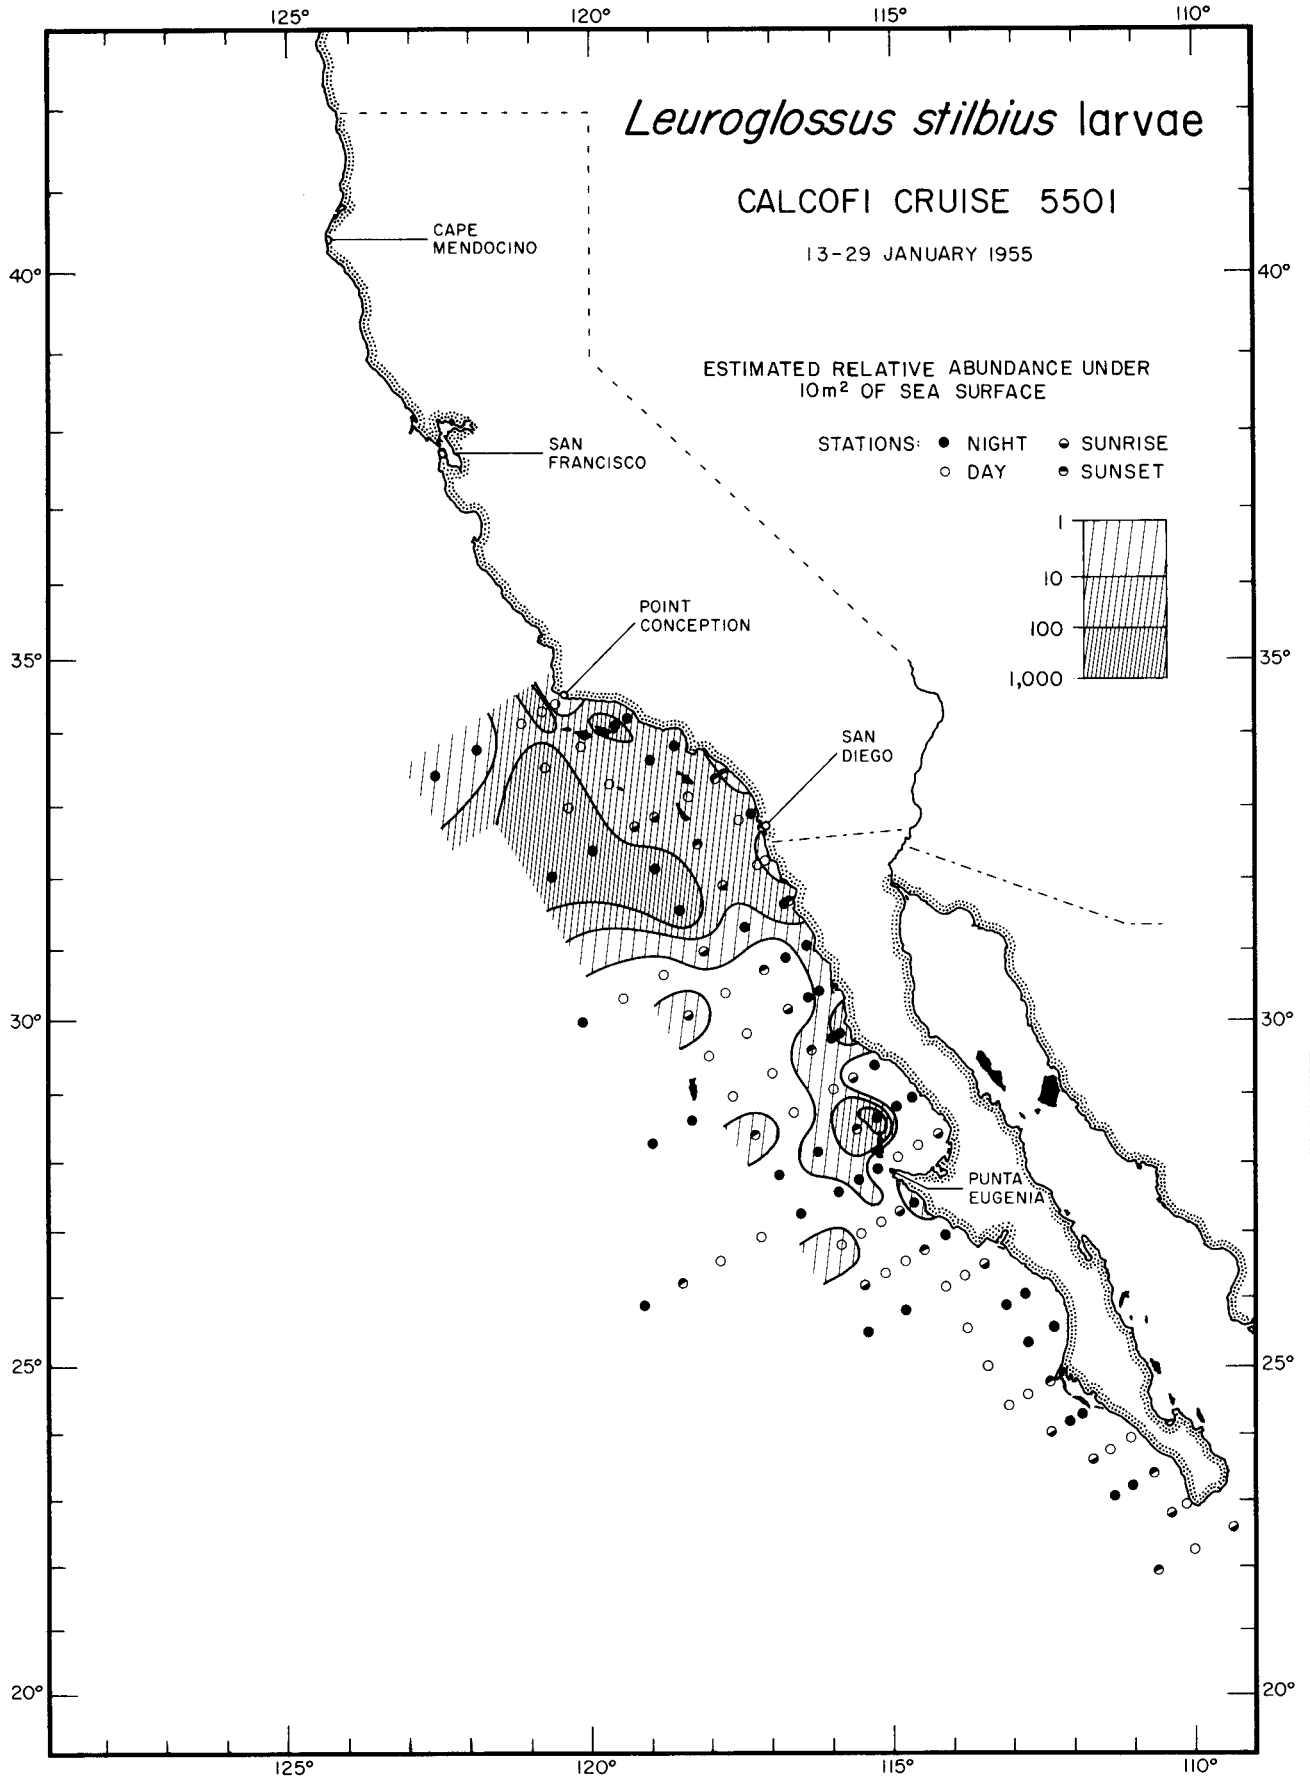 125° 120° 115° 110°
Leuroglossus stilbius larvae
CALCOFI CRUISE 5501
13-29 JANUARY 1955
CAPE
MENDOCINO
40° 40°
ESTIMATED RELATIVE ABUNDANCE UNDER
10m² OF SEA SURFACE
STATIONS: NIGHT SUNRISE
DAY SUNSET
SAN
FRANCISCO
1
10
100
1,000
POINT
CONCEPTION
35° 35°
SAN
DIEGO
30° 30°
PUNTA
EUGENIA
25° 25°
20° 20°
125° 120° 115° 110°